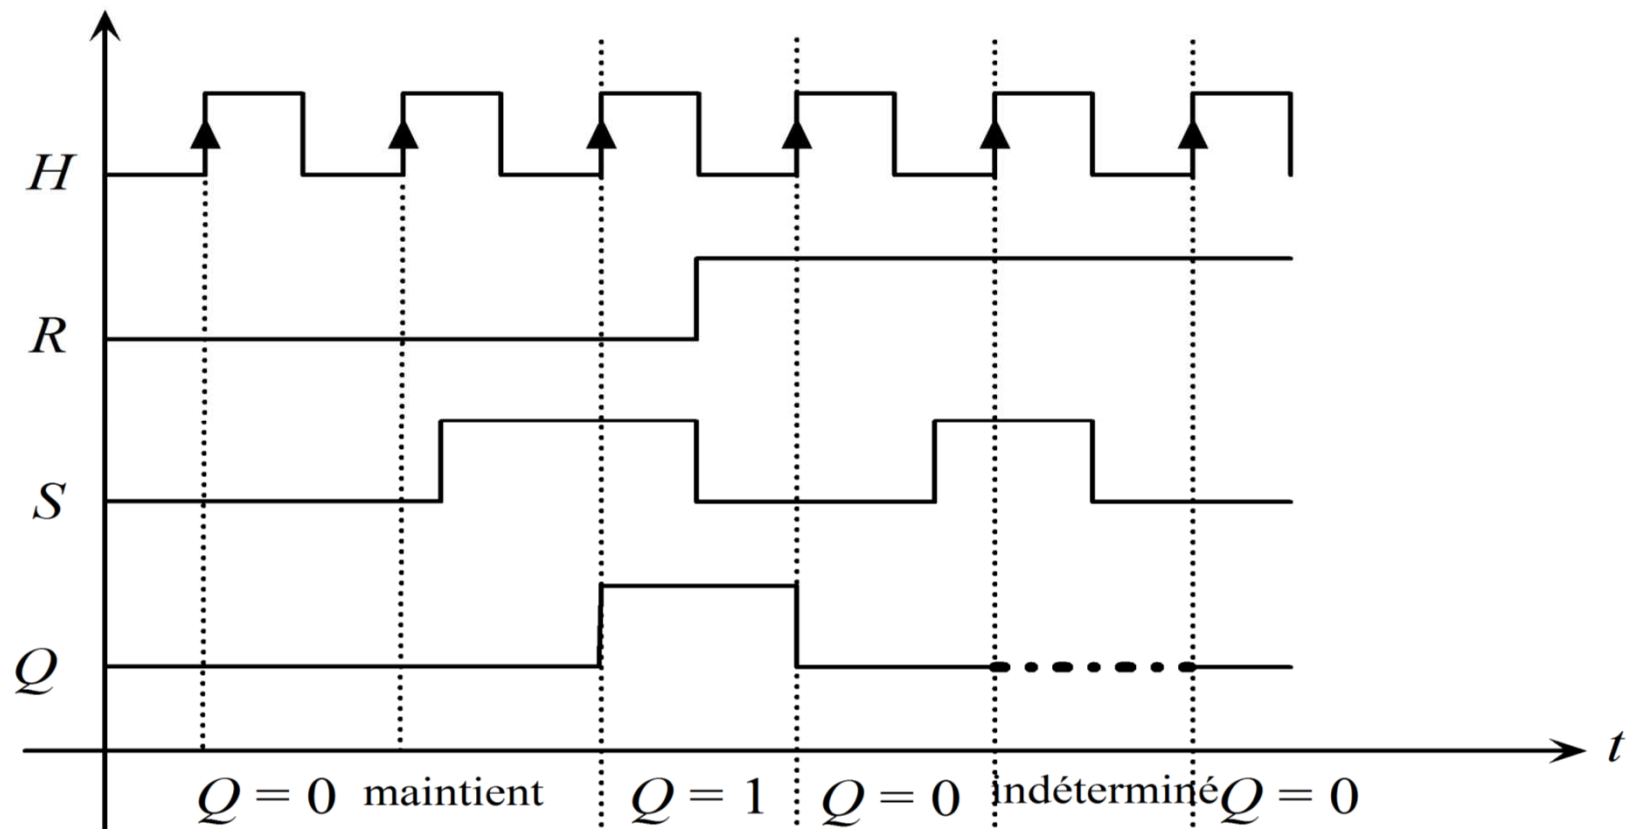 H
R
S
Q
t
Q = 0 maintient Q = 1 Q = 0 indéterminé Q = 0